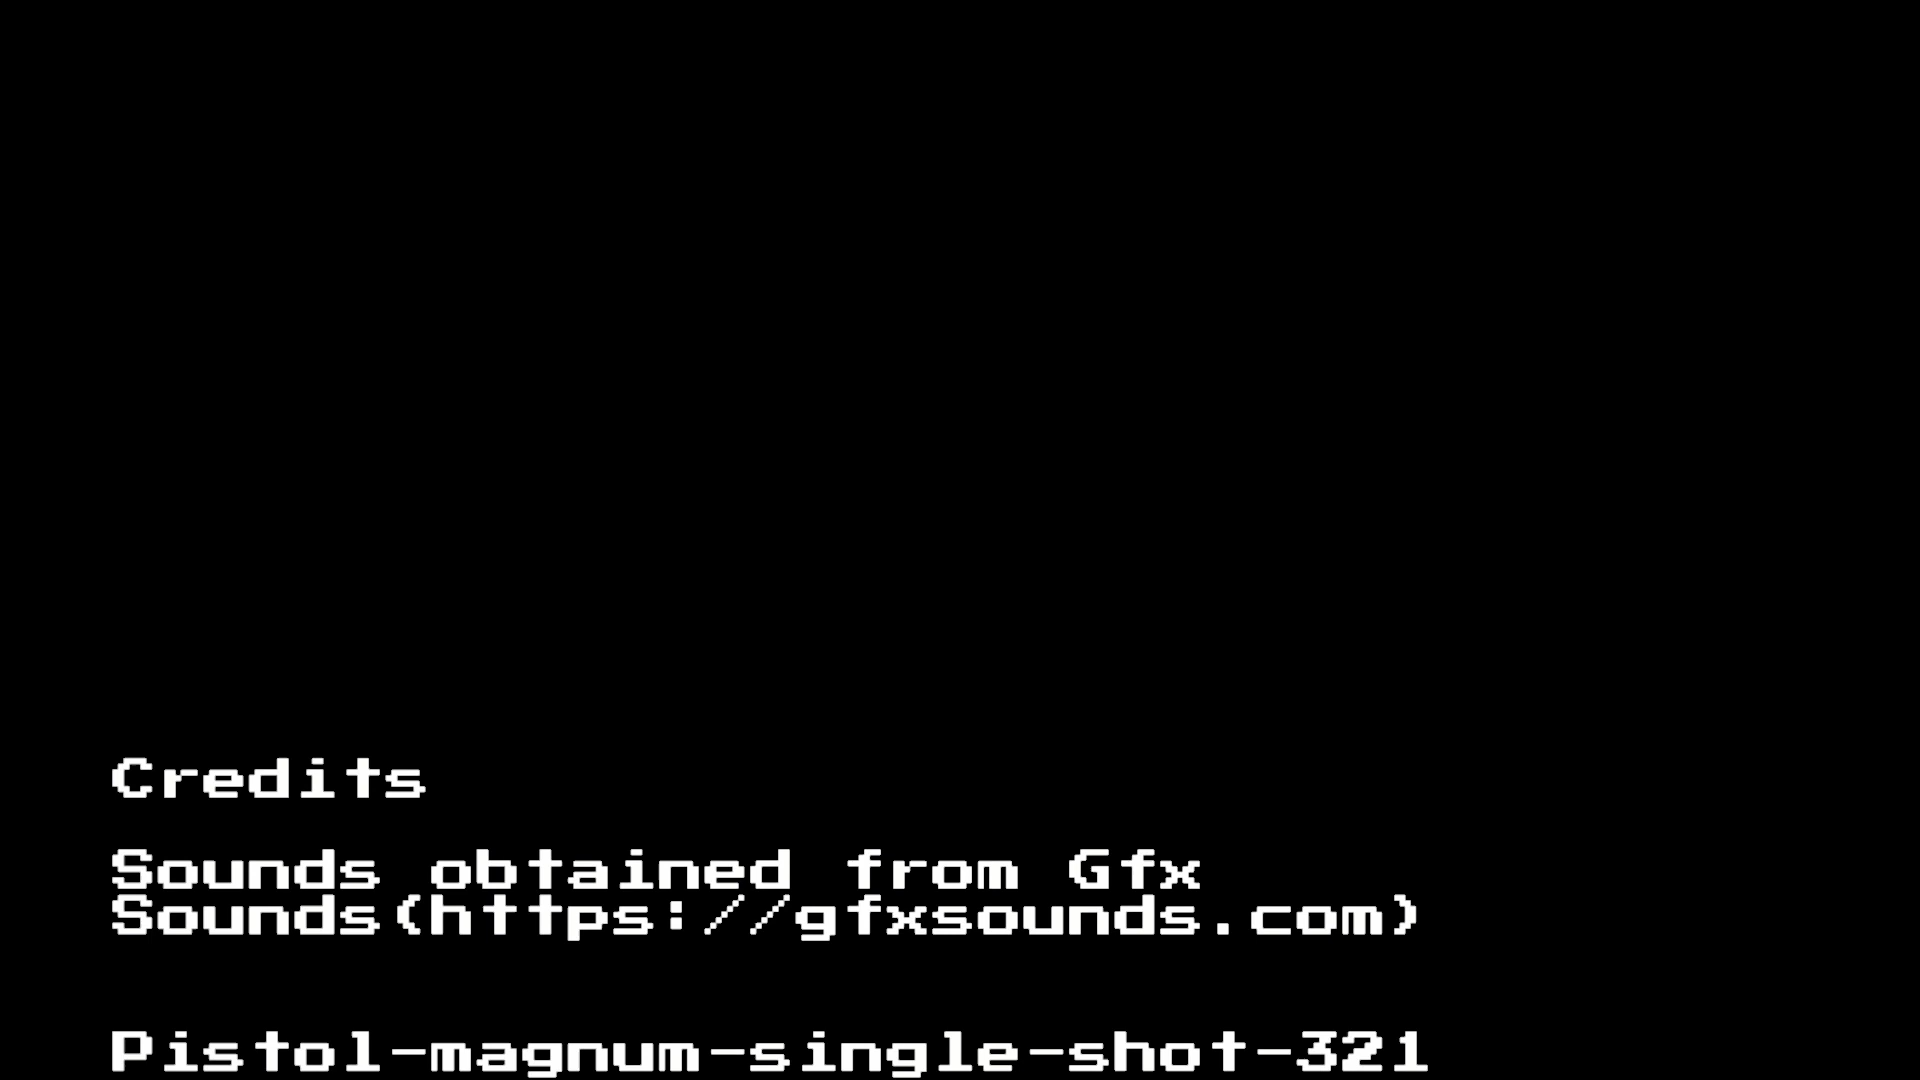 Credits
Sounds obtained from Gfx
Sounds(https://gfxsounds.com)
Pistol-magnum-single-shot-321